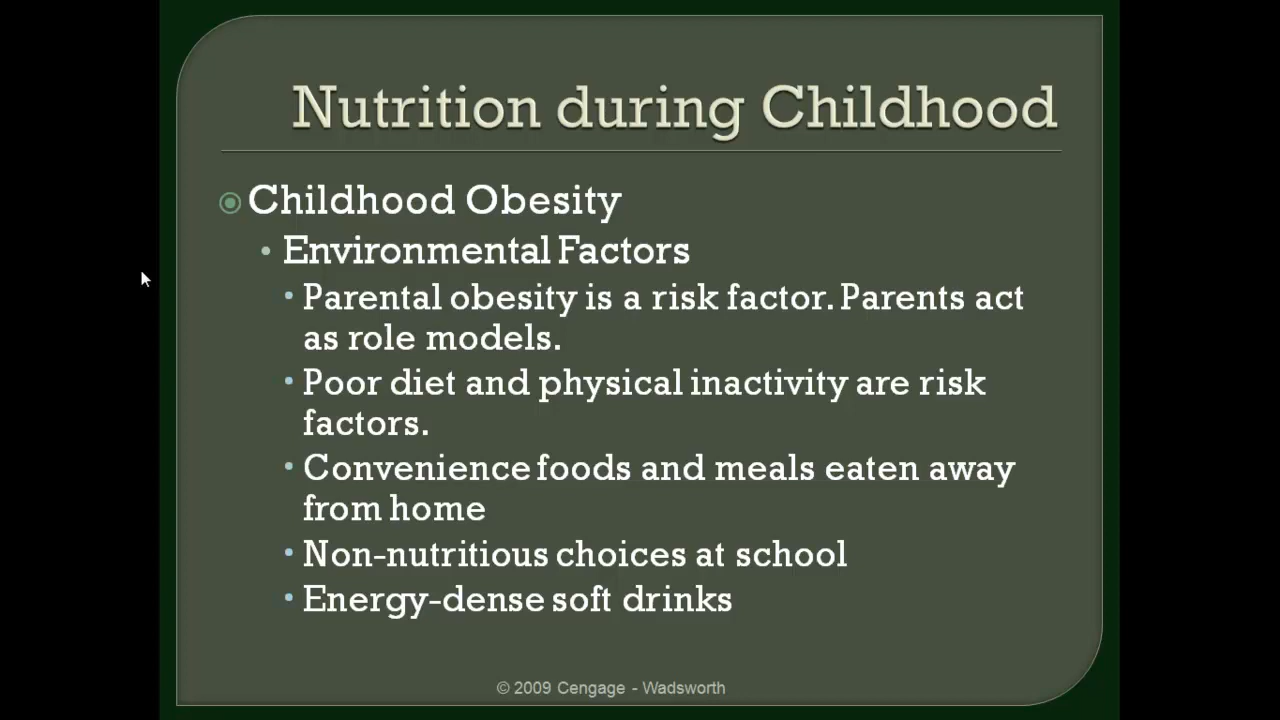 Nutrition during Childhood
Childhood Obesity
Environmental Factors
Parental obesity is a risk factor. Parents act
as role models.
Poor diet and physical inactivity are risk
factors.
Convenience foods and meals eaten away
from home
Non-nutritious choices at school
Energy-dense soft drinks
© 2009 Cengage - Wadsworth